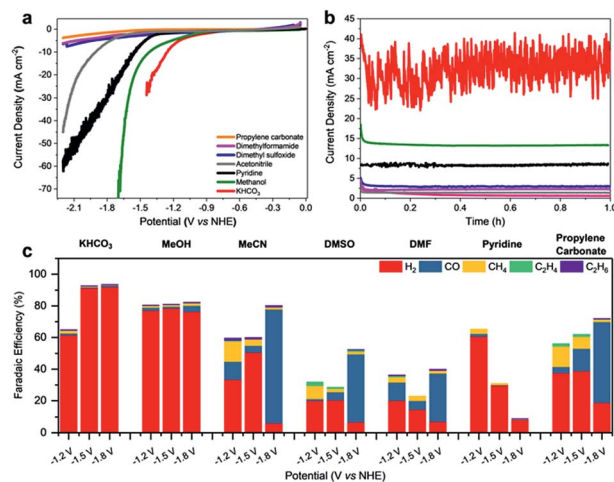 a
Current Density (mA cm⁻²)
0
-10
-20
-30
-40
-50
-60
-70
-2.1
-1.8
-1.5
-1.2
-0.9
-0.6
-0.3
0.0
Potential (V vs NHE)
Propylene carbonate
Dimethylformamide
Dimethyl sulfoxide
Acetonitrile
Pyridine
Methanol
KHCO₃
b
Current Density (mA cm⁻²)
45
40
35
30
25
20
15
10
5
0
0.0
0.2
0.4
0.6
0.8
1.0
Time (h)
c
KHCO₃
MeOH
MeCN
DMSO
DMF
Pyridine
Propylene
Carbonate
H₂
CO
CH₄
C₂H₄
C₂H₆
Faradaic Efficiency (%)
100
80
60
40
20
0
-1.2 V
-1.5 V
-1.8 V
-1.2 V
-1.5 V
-1.8 V
-1.2 V
-1.5 V
-1.8 V
-1.2 V
-1.5 V
-1.8 V
-1.2 V
-1.5 V
-1.8 V
-1.2 V
-1.5 V
-1.8 V
-1.2 V
-1.5 V
-1.8 V
Potential (V vs NHE)